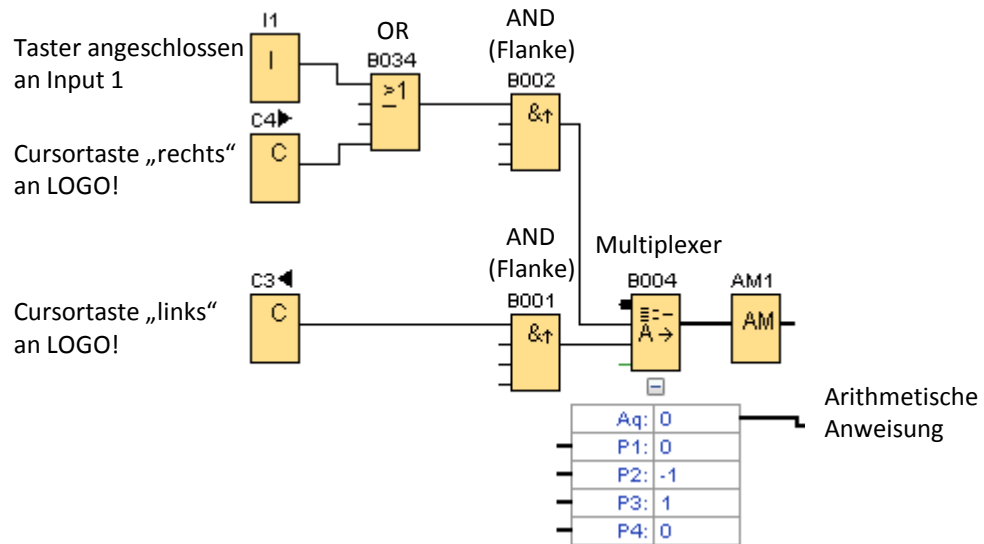 Taster angeschlossen
an Input 1
I1
I
OR
B034
>1
AND
(Flanke)
B002
&↑
Cursortaste „rechts“
an LOGO!
C4
C
Cursortaste „links“
an LOGO!
C3
C
AND
(Flanke)
B001
&↑
Multiplexer
B004
A→
AM1
AM
Aq: 0
P1: 0
P2: -1
P3: 1
P4: 0
Arithmetische
Anweisung